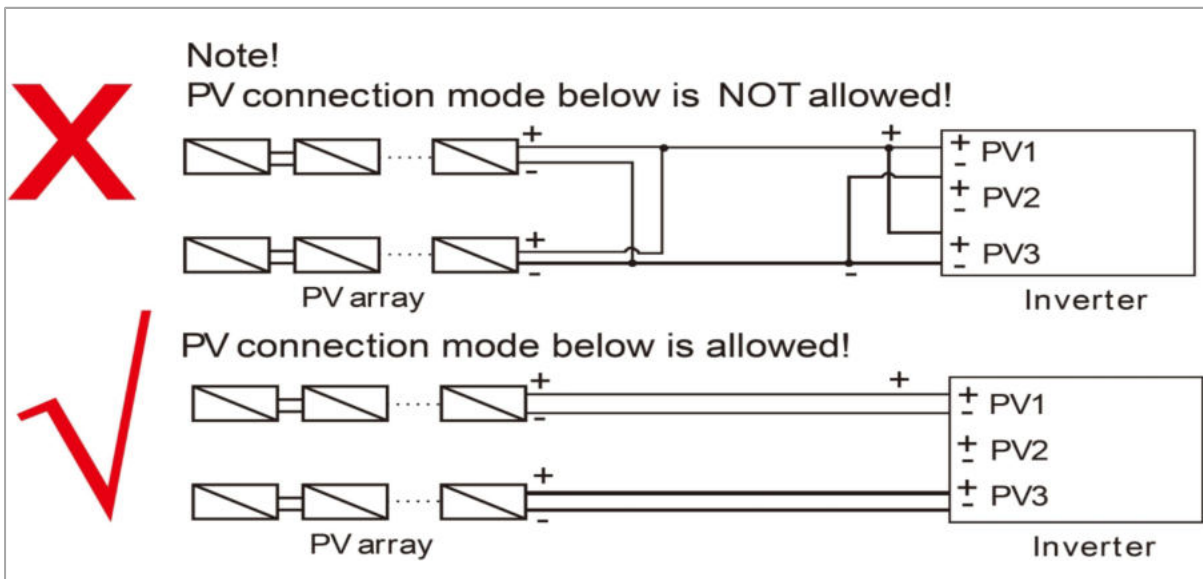 Note!
PV connection mode below is NOT allowed!
+
+
-
+ - PV1
+ - PV2
+
-
-
+ - PV3
PV array
Inverter
PV connection mode below is allowed!
+
+
-
+ - PV1
+ - PV2
+
-
+ - PV3
PV array
Inverter